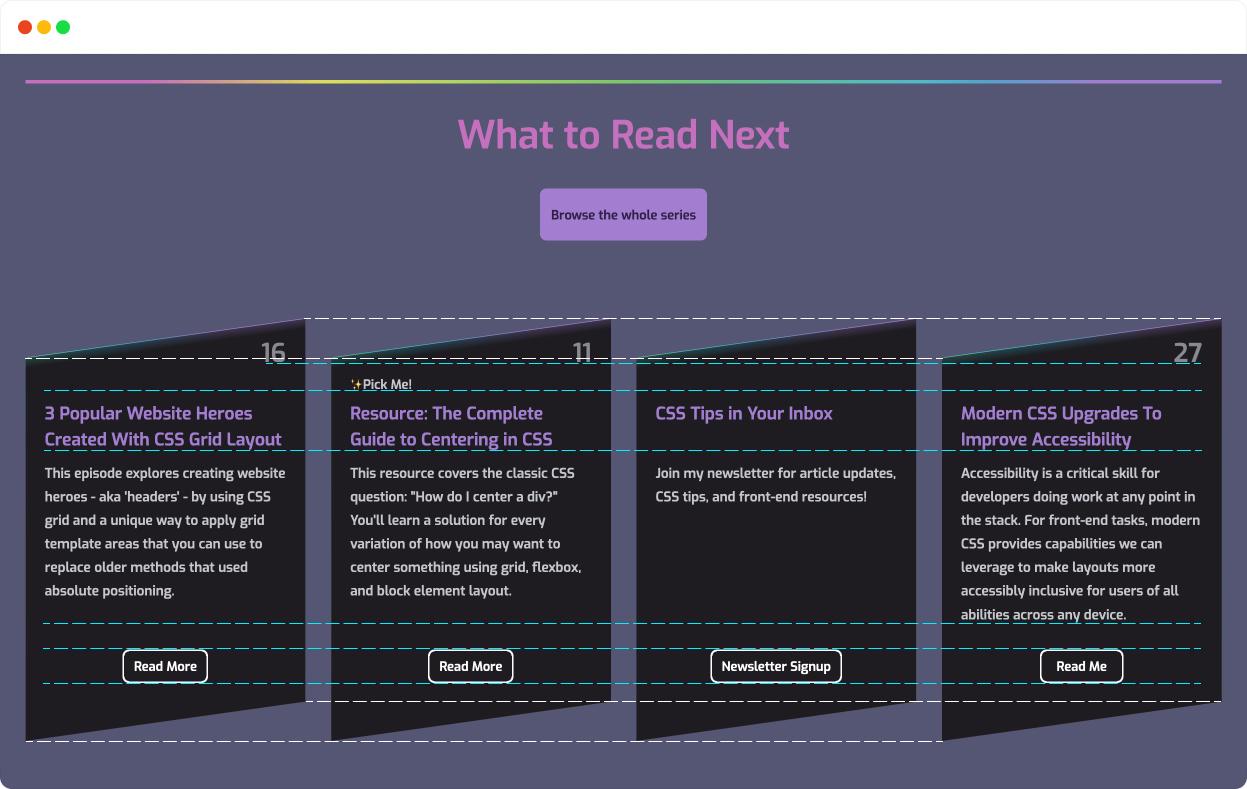 What to Read Next
Browse the whole series
16
3 Popular Website Heroes
Created With CSS Grid Layout
This episode explores creating website
heroes - aka 'headers' - by using CSS
grid and a unique way to apply grid
template areas that you can use to
replace older methods that used
absolute positioning.
Read More
11
✨Pick Me!
Resource: The Complete
Guide to Centering in CSS
This resource covers the classic CSS
question: "How do I center a div?"
You'll learn a solution for every
variation of how you may want to
center something using grid, flexbox,
and block element layout.
Read More
CSS Tips in Your Inbox
Join my newsletter for article updates,
CSS tips, and front-end resources!
Newsletter Signup
27
Modern CSS Upgrades To
Improve Accessibility
Accessibility is a critical skill for
developers doing work at any point in
the stack. For front-end tasks, modern
CSS provides capabilities we can
leverage to make layouts more
accessibly inclusive for users of all
abilities across any device.
Read Me